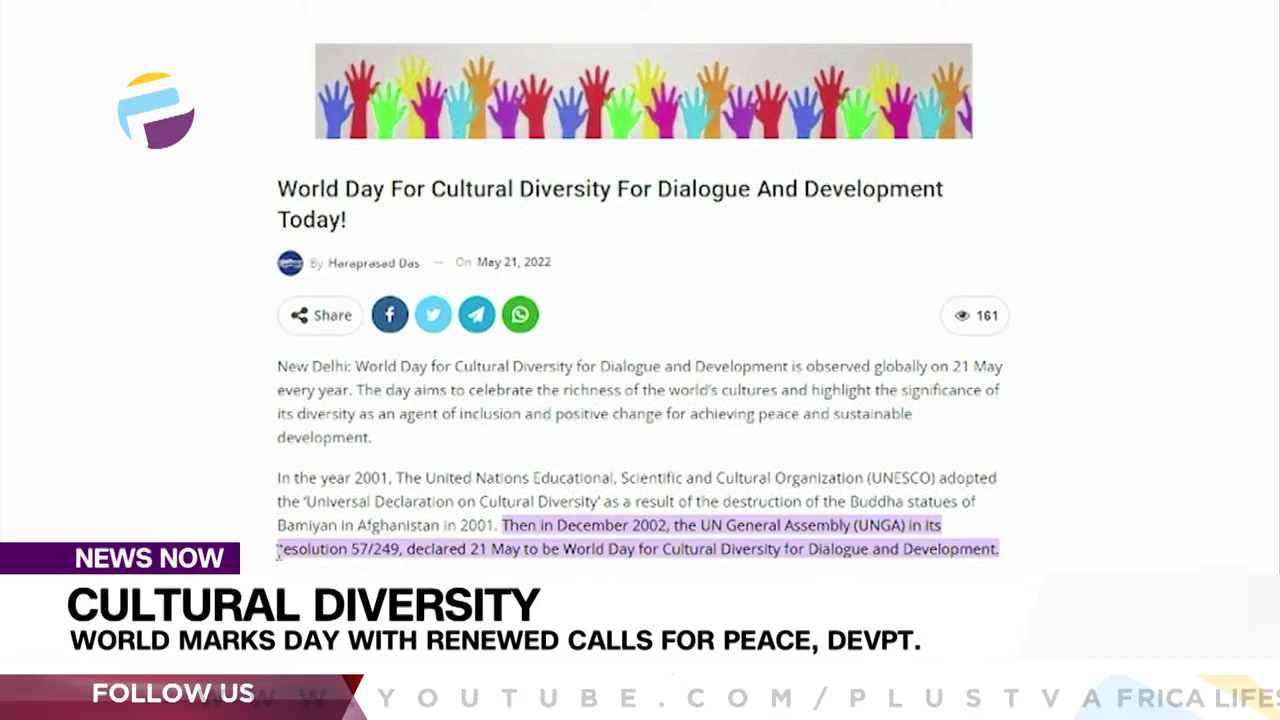 World Day For Cultural Diversity For Dialogue And Development
Today!
By Haraprasad Das — On May 21, 2022
Share
161
New Delhi: World Day for Cultural Diversity for Dialogue and Development is observed globally on 21 May
every year. The day aims to celebrate the richness of the world's cultures and highlight the significance of
its diversity as an agent of inclusion and positive change for achieving peace and sustainable
development.
In the year 2001, The United Nations Educational, Scientific and Cultural Organization (UNESCO) adopted
the 'Universal Declaration on Cultural Diversity' as a result of the destruction of the Buddha statues of
Bamiyan in Afghanistan in 2001. Then in December 2002, the UN General Assembly (UNGA) in its
resolution 57/249, declared 21 May to be World Day for Cultural Diversity for Dialogue and Development.
NEWS NOW
CULTURAL DIVERSITY
WORLD MARKS DAY WITH RENEWED CALLS FOR PEACE, DEVPT.
FOLLOW US
WW.YOUTUBE.COM/PLUSTVAFRICALIFES